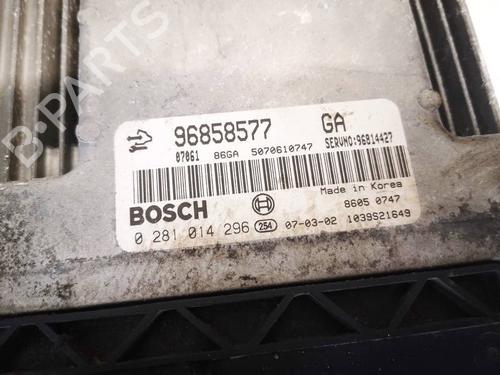 96858577 GA
07061 86GA 5070610747 SERVNO:96814427
Made in Korea
BOSCH 8605 0747
0 281 014 296 254 07-03-02 1039S21649
B-PARTS